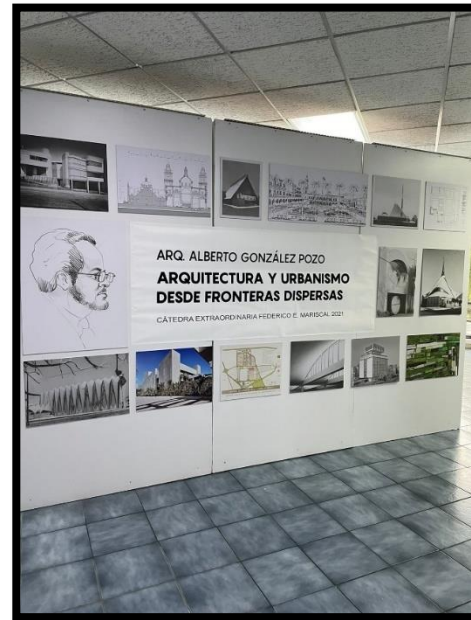 ARQ. ALBERTO GONZÁLEZ POZO
ARQUITECTURA Y URBANISMO
DESDE FRONTERAS DISPERSAS
CÁTEDRA EXTRAORDINARIA FEDERICO E. MARISCAL 2021